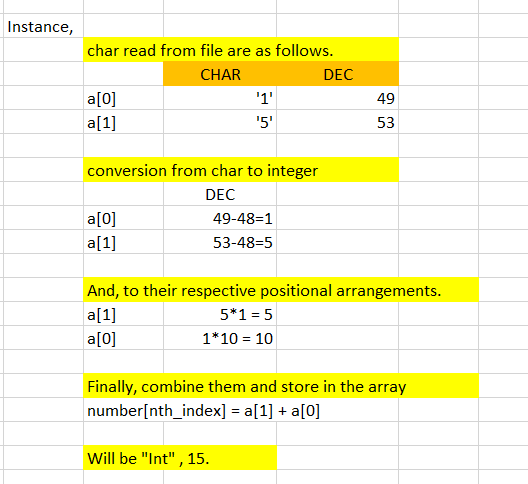 Instance,
char read from file are as follows.
CHAR DEC
a[0] '1' 49
a[1] '5' 53
conversion from char to integer
DEC
a[0] 49-48=1
a[1] 53-48=5
And, to their respective positional arrangements.
a[1] 5*1 = 5
a[0] 1*10 = 10
Finally, combine them and store in the array
number[nth_index] = a[1] + a[0]
Will be "Int" , 15.